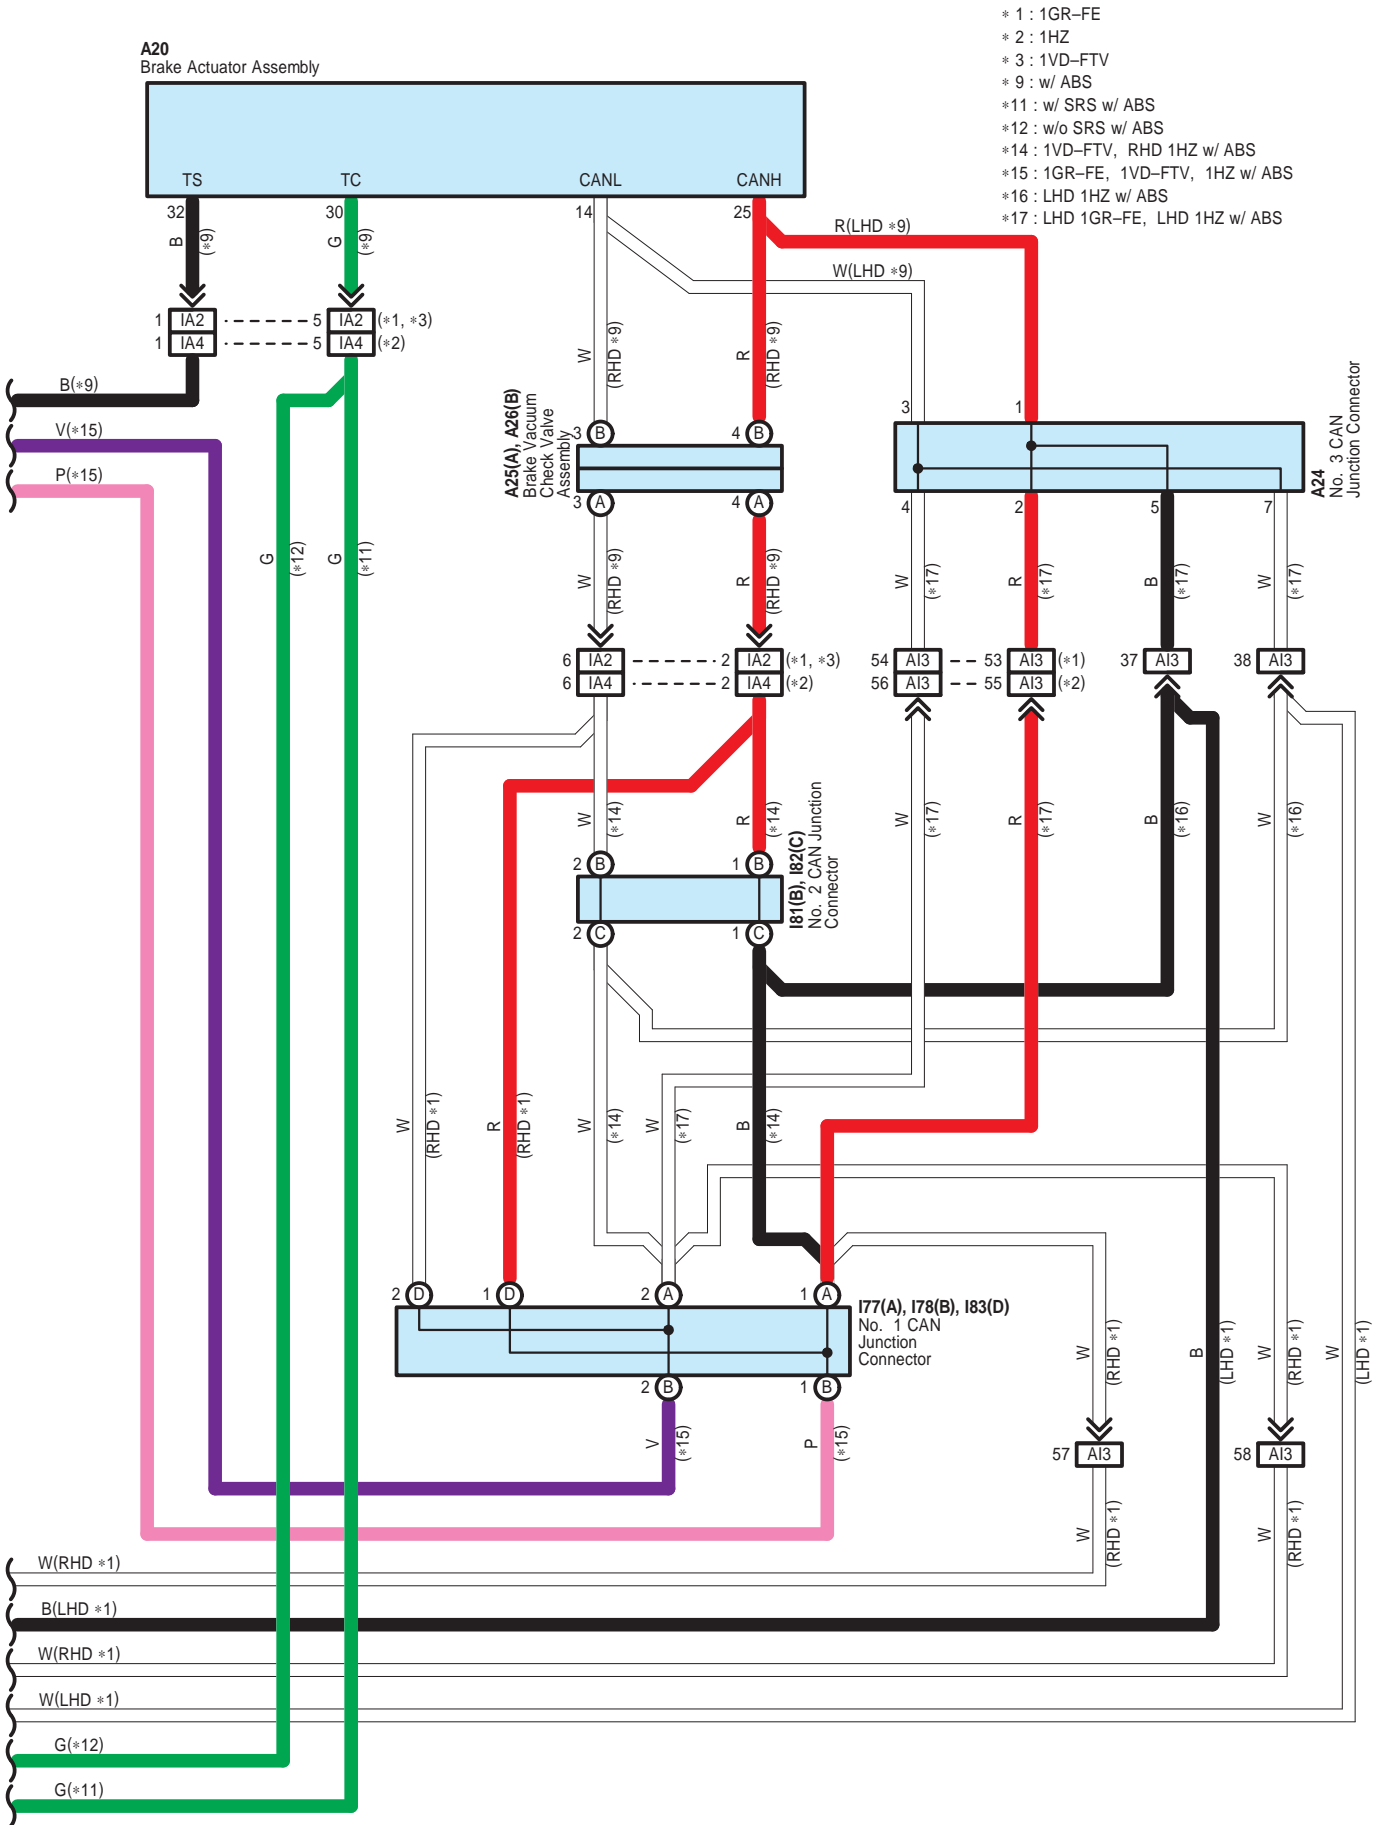 ∗ 1 : 1GR–FE
∗ 2 : 1HZ
∗ 3 : 1VD–FTV
∗ 9 : w/ ABS
∗11 : w/ SRS w/ ABS
∗12 : w/o SRS w/ ABS
∗14 : 1VD–FTV, RHD 1HZ w/ ABS
∗15 : 1GR–FE, 1VD–FTV, 1HZ w/ ABS
∗16 : LHD 1HZ w/ ABS
∗17 : LHD 1GR–FE, LHD 1HZ w/ ABS
A20
Brake Actuator Assembly
TS TC CANL CANH
32 30 14 25
B (∗9) G (∗9)
R(LHD ∗9)
W(LHD ∗9)
1 IA2 5 IA2 (∗1, ∗3)
1 IA4 5 IA4 (∗2)
W (RHD ∗9) R (RHD ∗9)
B(∗9)
V(∗15)
P(∗15)
3 B 4 B
3 1
A25(A), A26(B)
Brake Vacuum
Check Valve
Assembly
A24
No. 3 CAN
Junction Connector
3 A 4 A
4 2 5 7
G (∗12) G (∗11)
W (RHD ∗9) R (RHD ∗9)
W (∗17) R (∗17) B (∗17) W (∗17)
6 IA2 2 IA2 (∗1, ∗3)
6 IA4 2 IA4 (∗2)
54 AI3 53 AI3 (∗1) 37 AI3 38 AI3
56 AI3 55 AI3 (∗2)
W (∗14) R (∗14) W (∗17) R (∗17) B (∗16) W (∗16)
2 B 1 B
I81(B), I82(C)
No. 2 CAN Junction
Connector
2 C 1 C
W (RHD ∗1) R (RHD ∗1) W (∗14) W (∗17) B (∗14)
2 D 1 D 2 A 1 A
I77(A), I78(B), I83(D)
No. 1 CAN
Junction
Connector
2 B 1 B
W (RHD ∗1) B (LHD ∗1) W (RHD ∗1) W (LHD ∗1)
V (∗15) P (∗15)
57 AI3 58 AI3
W (RHD ∗1) W (RHD ∗1)
W(RHD ∗1)
B(LHD ∗1)
W(RHD ∗1)
W(LHD ∗1)
G(∗12)
G(∗11)